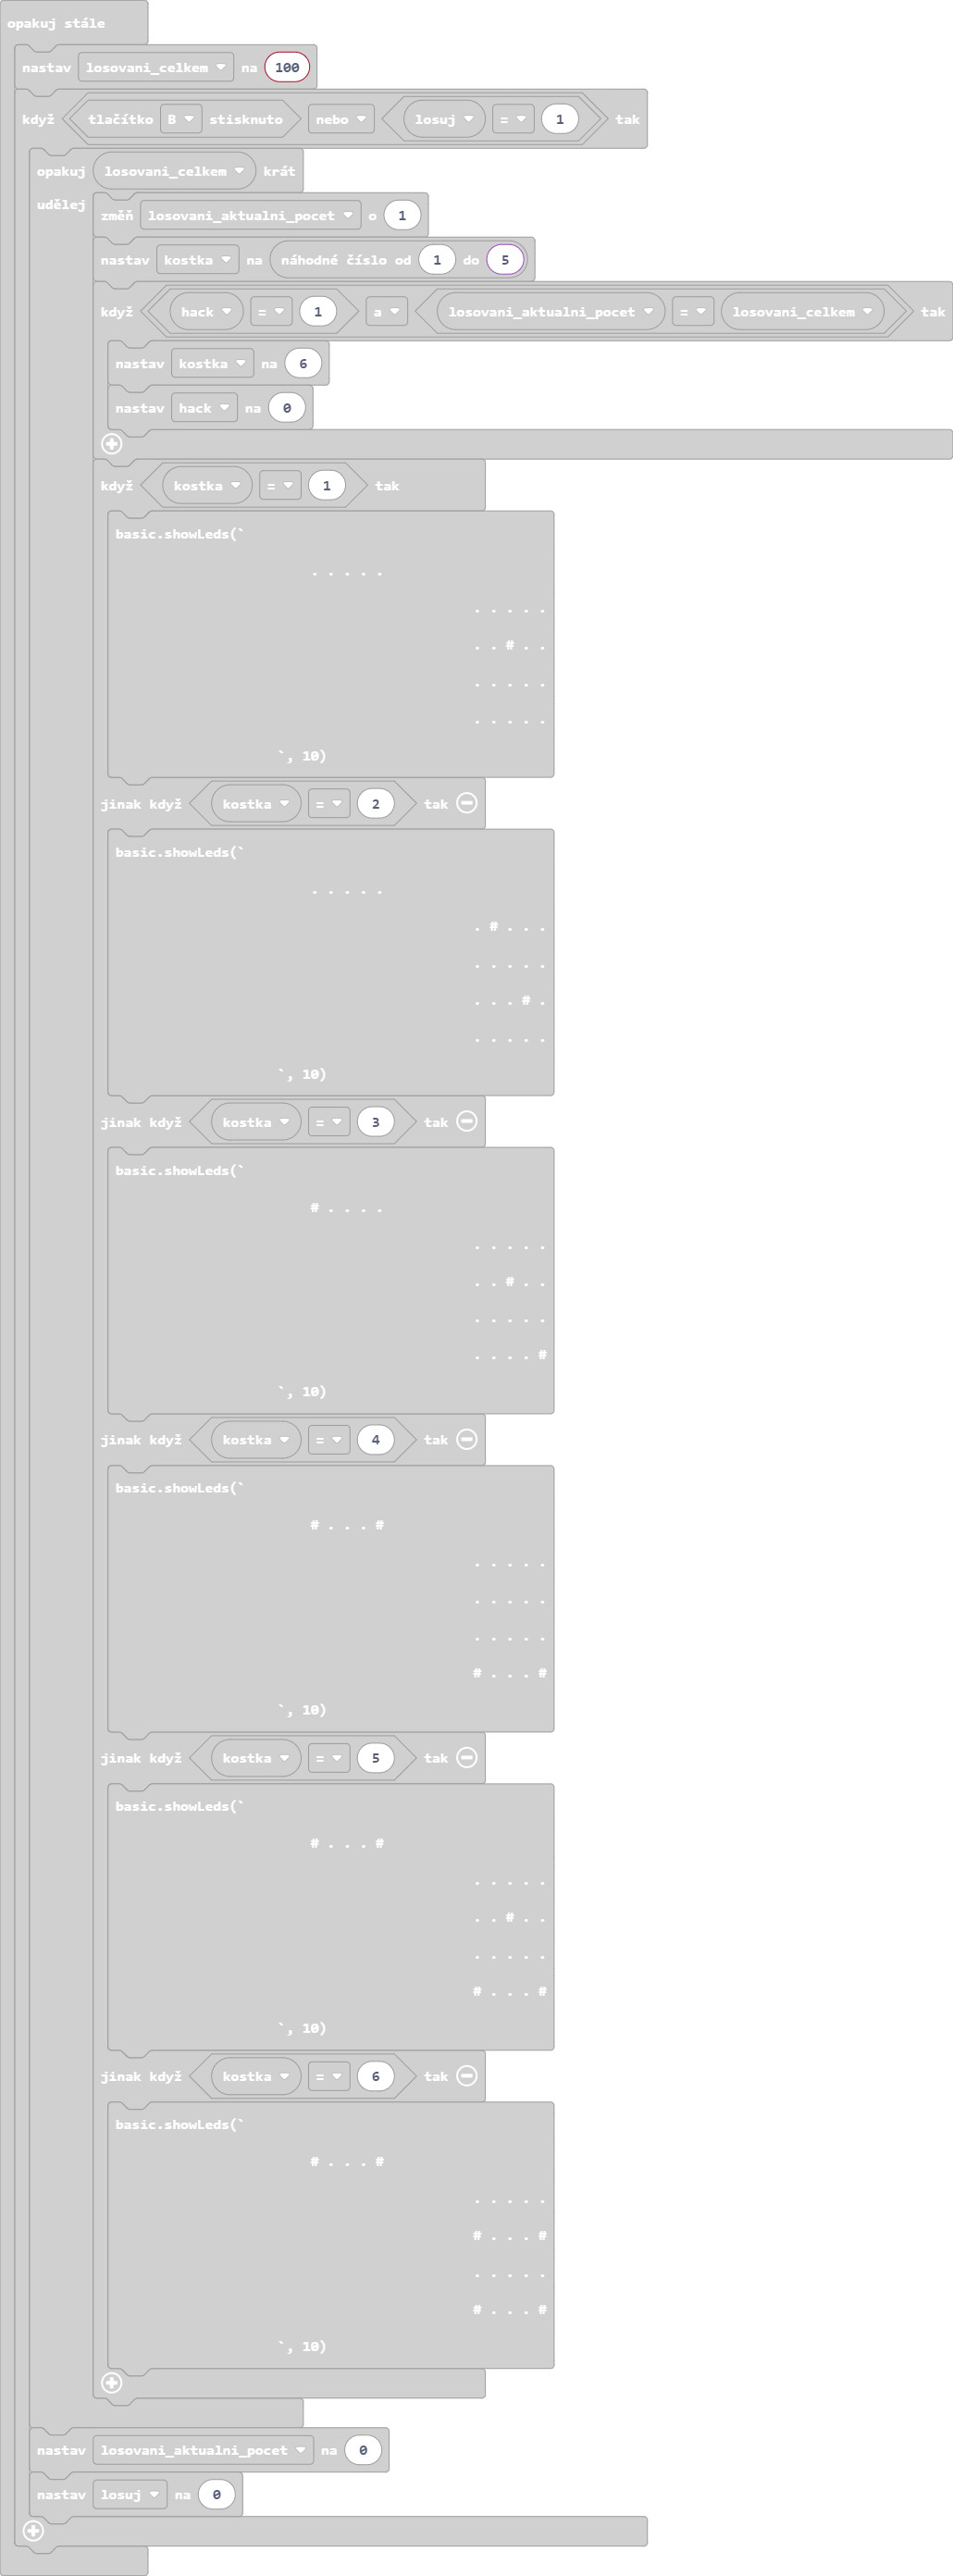 opakuj stále
nastav losovani_celkem na 100
když tlačítko B stisknuto nebo losuj = 1 tak
opakuj losovani_celkem krát
udělej
změň losovani_aktualni_pocet o 1
nastav kostka na náhodné číslo od 1 do 5
když hack = 1 a losovani_aktualni_pocet = losovani_celkem tak
nastav kostka na 6
nastav hack na 0
když kostka = 1 tak
basic.showLeds(`
. . . . .
. . . . .
. . # . .
. . . . .
. . . . .
`, 10)
jinak když kostka = 2 tak
basic.showLeds(`
. . . . .
. # . . .
. . . . .
. . . # .
. . . . .
`, 10)
jinak když kostka = 3 tak
basic.showLeds(`
# . . . .
. . . . .
. . # . .
. . . . .
. . . . #
`, 10)
jinak když kostka = 4 tak
basic.showLeds(`
# . . . #
. . . . .
. . . . .
. . . . .
# . . . #
`, 10)
jinak když kostka = 5 tak
basic.showLeds(`
# . . . #
. . . . .
. . # . .
. . . . .
# . . . #
`, 10)
jinak když kostka = 6 tak
basic.showLeds(`
# . . . #
. . . . .
# . . . #
. . . . .
# . . . #
`, 10)
nastav losovani_aktualni_pocet na 0
nastav losuj na 0